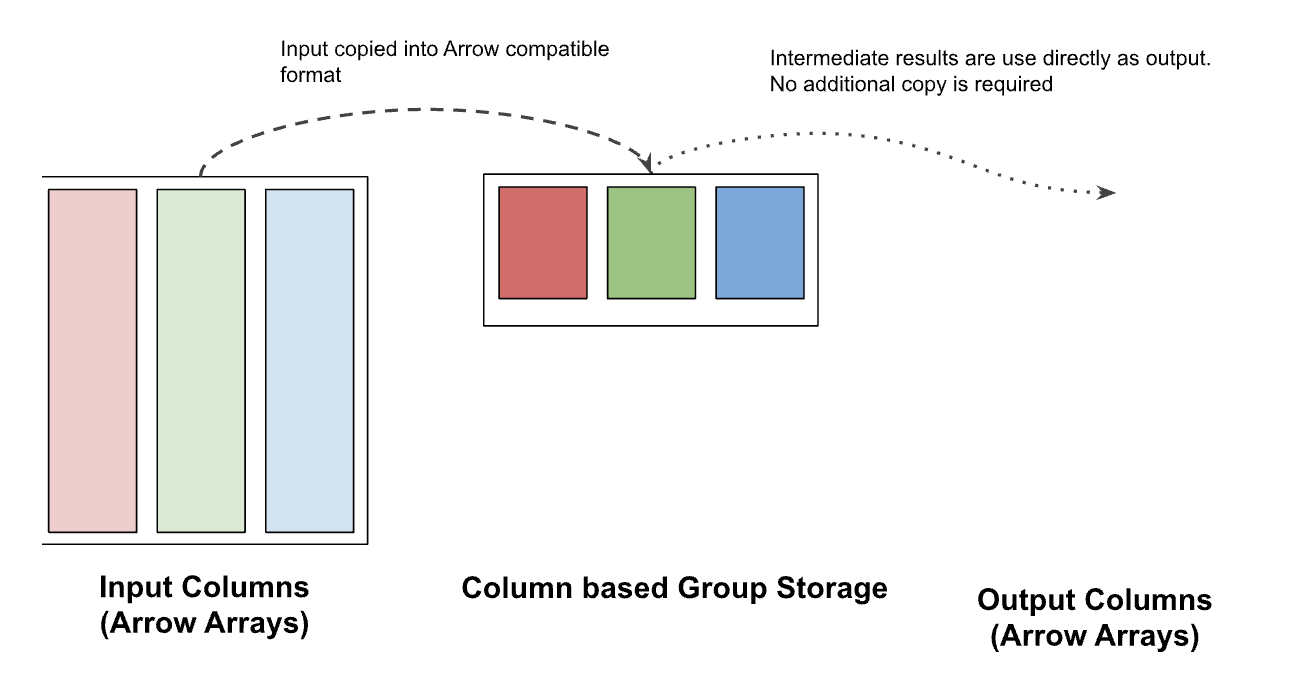 Input copied into Arrow compatible
format
Intermediate results are use directly as output.
No additional copy is required
Input Columns
(Arrow Arrays)
Column based Group Storage
Output Columns
(Arrow Arrays)